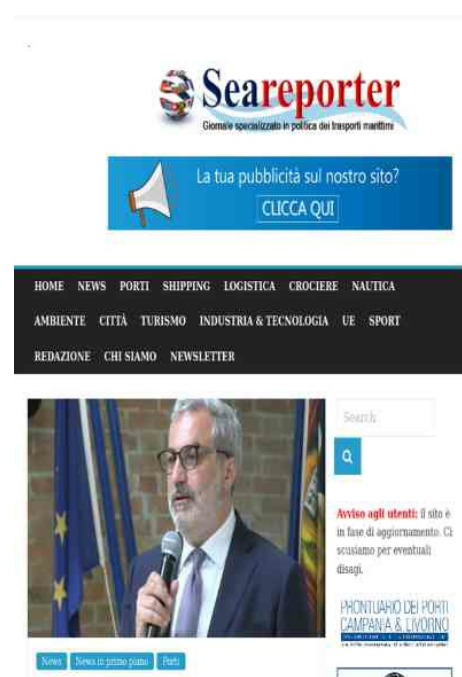 Seareporter
Giornale specializzato in politica dei trasporti marittimi
La tua pubblicità sul nostro sito?
CLICCA QUI
HOME NEWS PORTI SHIPPING LOGISTICA CROCIERE NAUTICA
AMBIENTE CITTÀ TURISMO INDUSTRIA & TECNOLOGIA UE SPORT
REDAZIONE CHI SIAMO NEWSLETTER
Search
Avviso agli utenti: il sito è
in fase di aggiornamento. Ci
scusiamo per eventuali
disagi.
PRONTUARIO DEI PORTI
CAMPANIA & LIVORNO
News News in primo piano Porti